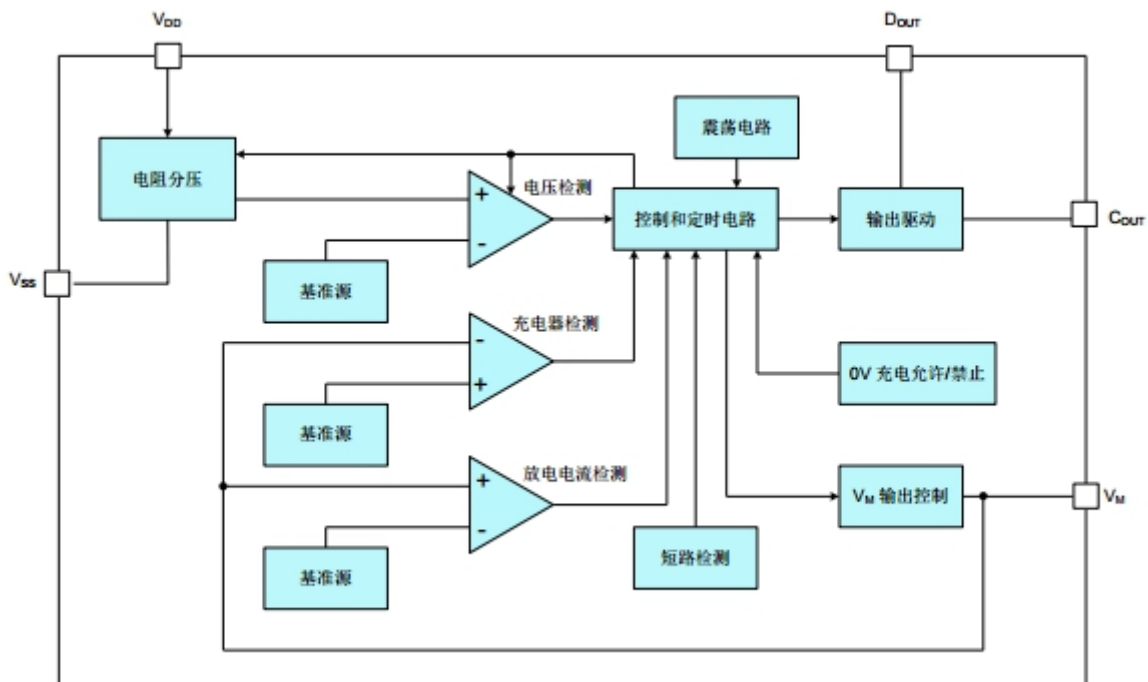 VDD
DOUT
震荡电路
电阻分压
电压检测
+
-
控制和定时电路
输出驱动
COUT
VSS
基准源
充电器检测
-
+
0V 充电允许/禁止
基准源
放电电流检测
+
-
VM 输出控制
VM
短路检测
基准源